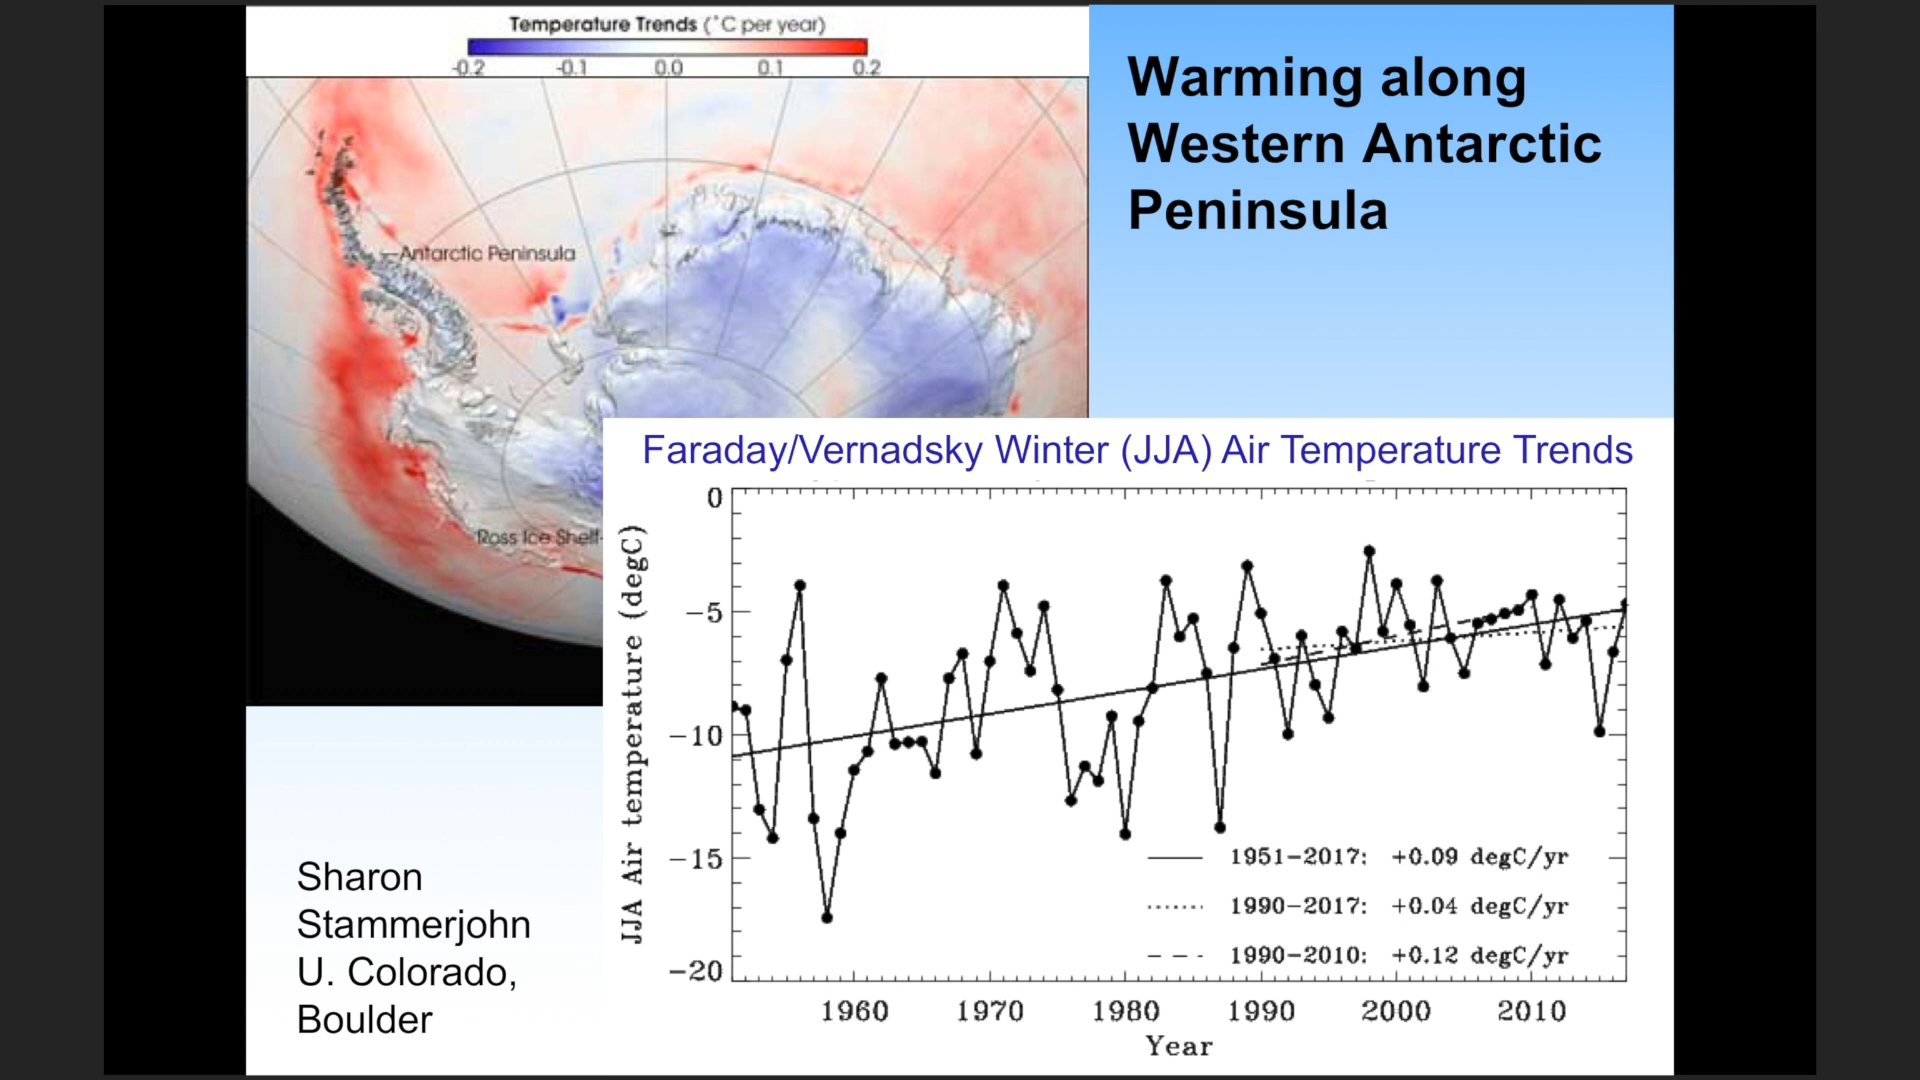 Temperature Trends (°C per year)
-0.2 -0.1 0.0 0.1 0.2
Warming along
Western Antarctic
Peninsula
Antarctic Peninsula
Ross Ice Shelf
Faraday/Vernadsky Winter (JJA) Air Temperature Trends
0
-5
-10
-15
-20
JJA Air temperature (degC)
1951-2017: +0.09 degC/yr
1990-2017: +0.04 degC/yr
1990-2010: +0.12 degC/yr
1960 1970 1980 1990 2000 2010
Year
Sharon
Stammerjohn
U. Colorado,
Boulder